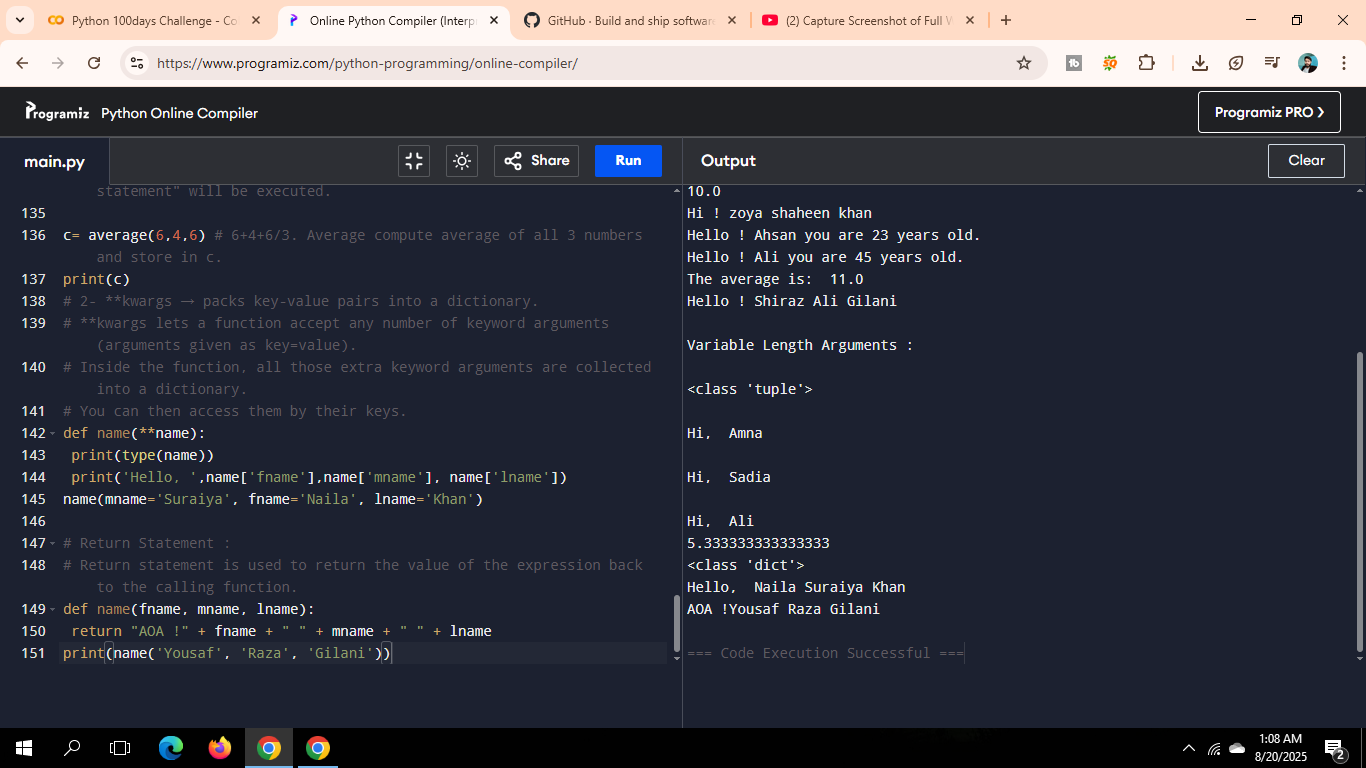 Python 100days Challenge - Co
Online Python Compiler (Interp
GitHub · Build and ship software
(2) Capture Screenshot of Full W
https://www.programiz.com/python-programming/online-compiler/
Programiz
Python Online Compiler
Programiz PRO
main.py
Share
Run
Output
Clear
statement" will be executed.
135
136 c= average(6,4,6) # 6+4+6/3. Average compute average of all 3 numbers
and store in c.
137 print(c)
138 # 2- **kwargs → packs key-value pairs into a dictionary.
139 # **kwargs lets a function accept any number of keyword arguments
(arguments given as key=value).
140 # Inside the function, all those extra keyword arguments are collected
into a dictionary.
141 # You can then access them by their keys.
142 def name(**name):
143 print(type(name))
144 print('Hello, ',name['fname'],name['mname'], name['lname'])
145 name(mname='Suraiya', fname='Naila', lname='Khan')
146
147 # Return Statement :
148 # Return statement is used to return the value of the expression back
to the calling function.
149 def name(fname, mname, lname):
150 return "AOA !" + fname + " " + mname + " " + lname
151 print(name('Yousaf', 'Raza', 'Gilani'))
10.0
Hi ! zoya shaheen khan
Hello ! Ahsan you are 23 years old.
Hello ! Ali you are 45 years old.
The average is:  11.0
Hello ! Shiraz Ali Gilani
Variable Length Arguments :
<class 'tuple'>
Hi,  Amna
Hi,  Sadia
Hi,  Ali
5.333333333333333
<class 'dict'>
Hello,  Naila Suraiya Khan
AOA !Yousaf Raza Gilani
=== Code Execution Successful ===
1:08 AM
8/20/2025
2